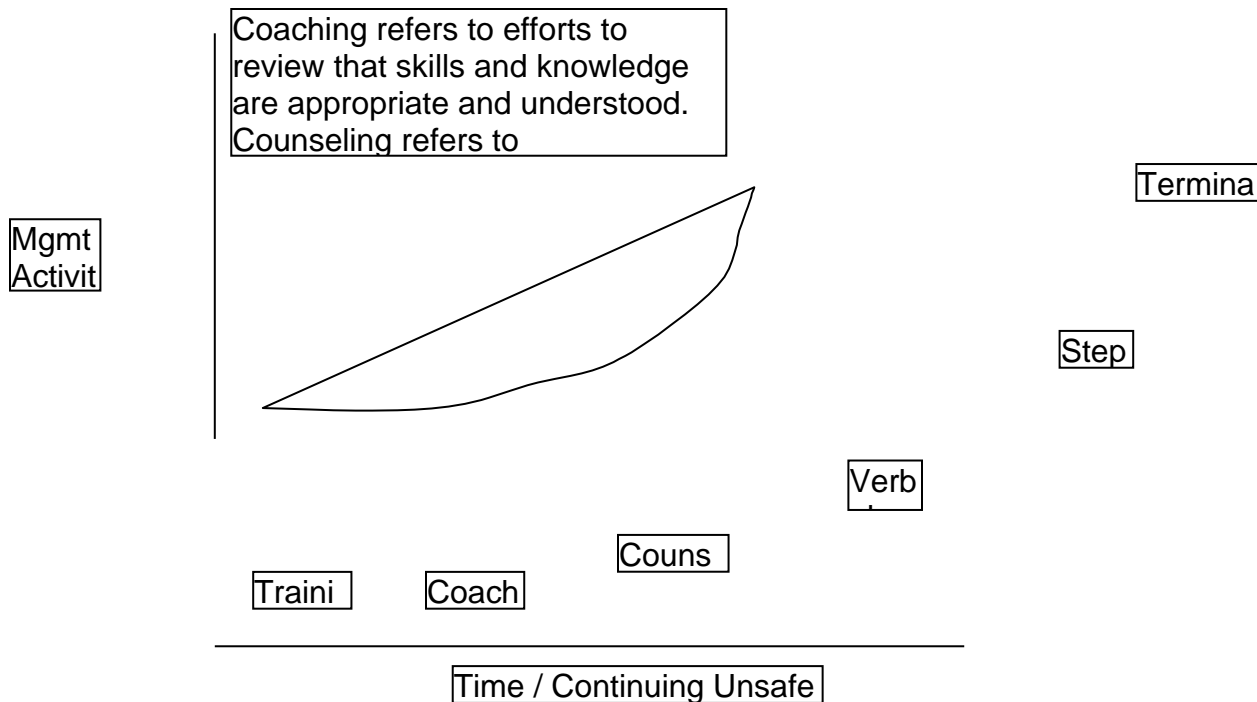 Coaching refers to efforts to
review that skills and knowledge
are appropriate and understood.
Counseling refers to
Termina
Mgmt
Activit
Step
Verb
Couns
Traini
Coach
Time / Continuing Unsafe